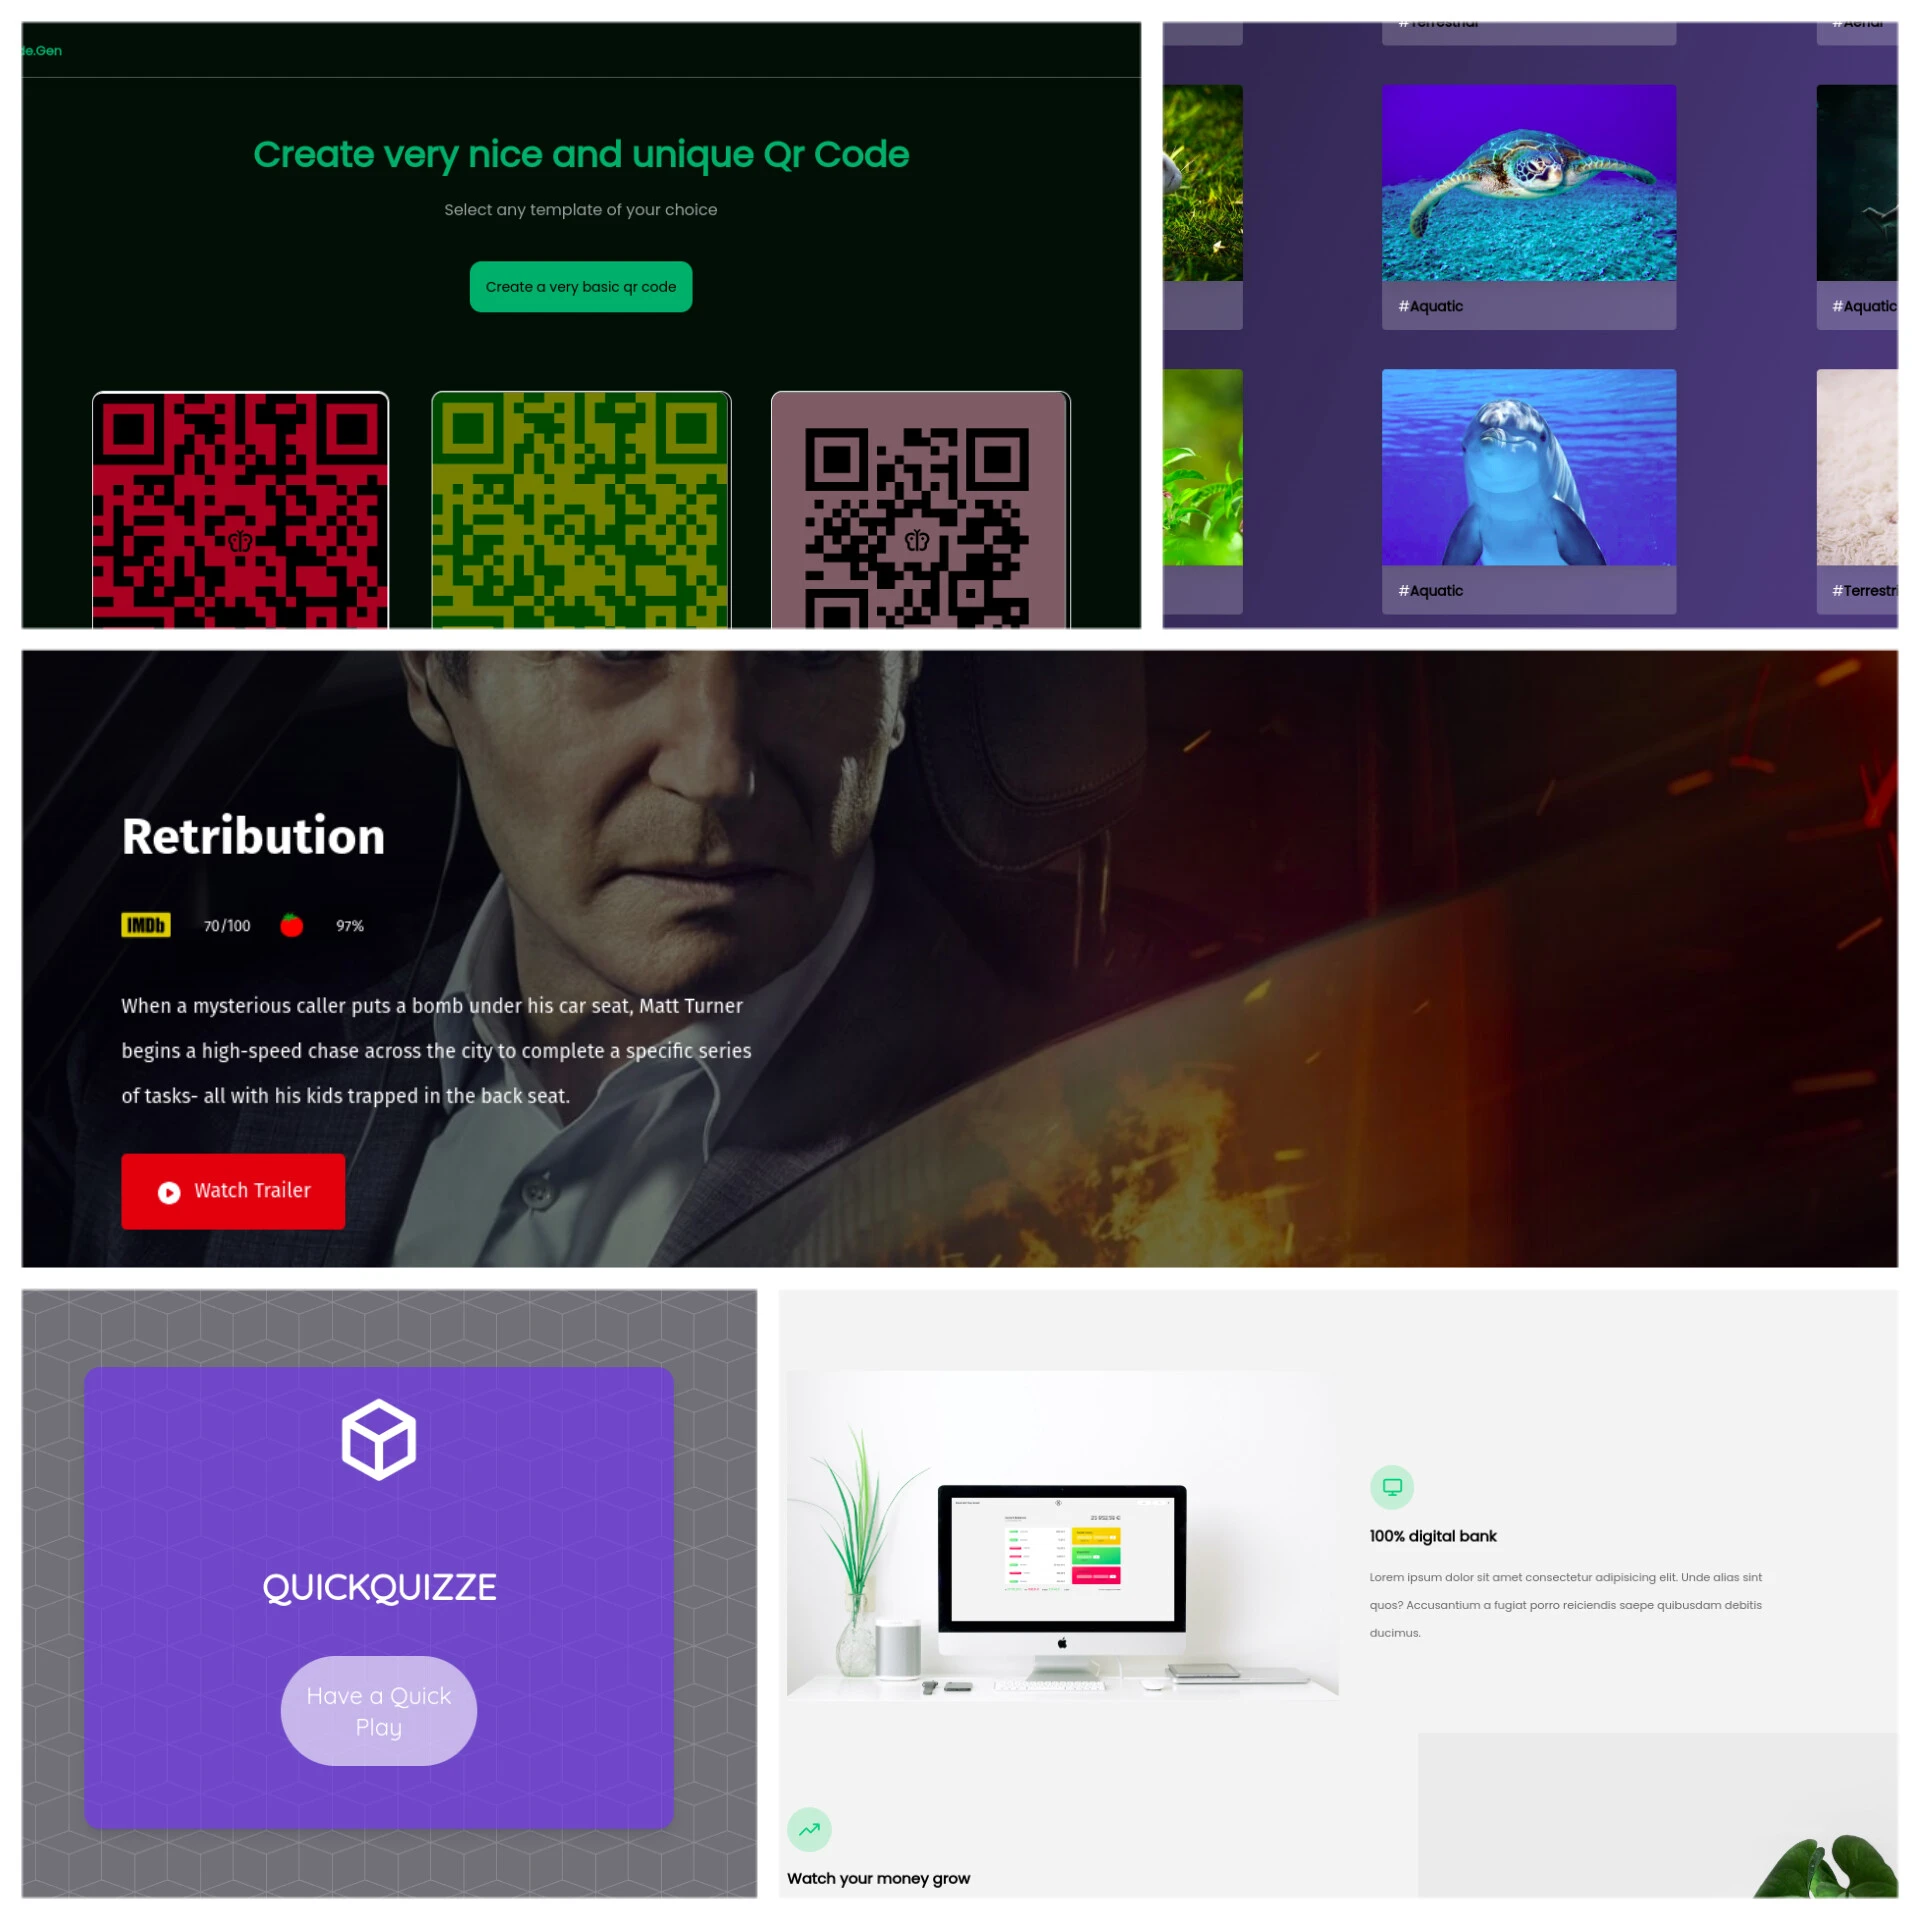 de.Gen
Create very nice and unique Qr Code
Select any template of your choice
Create a very basic qr code
#Terrestrial
#Aerial
#Aquatic
#Aquatic
#Aquatic
#Terrestri
Retribution
IMDb 70/100 97%
When a mysterious caller puts a bomb under his car seat, Matt Turner
begins a high-speed chase across the city to complete a specific series
of tasks- all with his kids trapped in the back seat.
Watch Trailer
QUICKQUIZZE
Have a Quick
Play
100% digital bank
Lorem ipsum dolor sit amet consectetur adipisicing elit. Unde alias sint
quos? Accusantium a fugiat porro reiciendis saepe quibusdam debitis
ducimus.
Watch your money grow